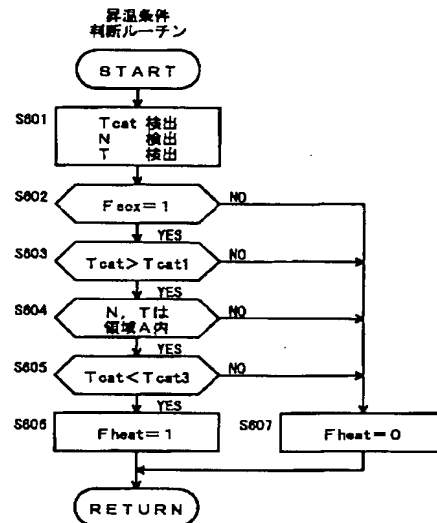 昇温条件
判断ルーチン
START
S601
Tcat 検出
N 検出
T 検出
S602
Fsox=1
NO
YES
S603
Tcat>Tcat1
NO
YES
S604
N，Tは
領域A内
NO
YES
S605
Tcat<Tcat3
NO
YES
S606
Fheat=1
S607
Fheat=0
RETURN